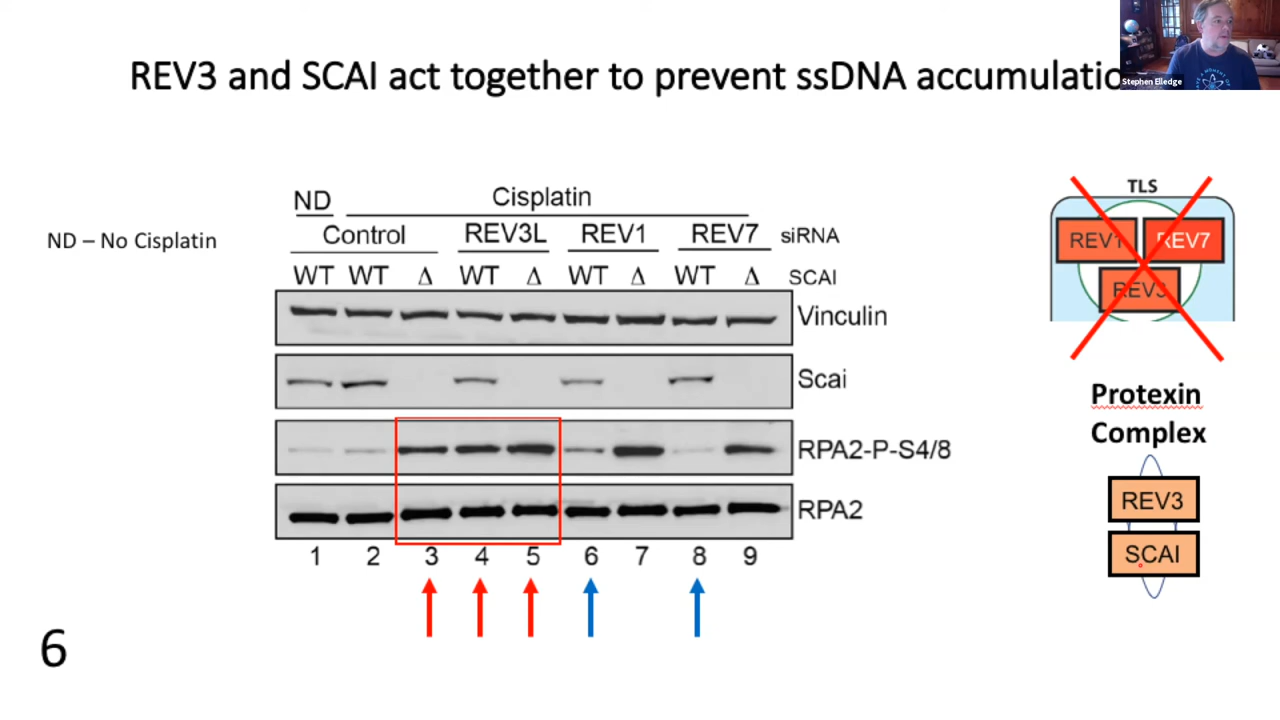 REV3 and SCAI act together to prevent ssDNA accumulatio
Stephen Elledge
ND – No Cisplatin
ND Cisplatin
Control REV3L REV1 REV7 siRNA
WT WT Δ WT Δ WT Δ WT Δ SCAI
Vinculin
Scai
RPA2-P-S4/8
RPA2
1 2 3 4 5 6 7 8 9
TLS
REV1 REV7
REV3
Protexin
Complex
REV3
SCAI
6